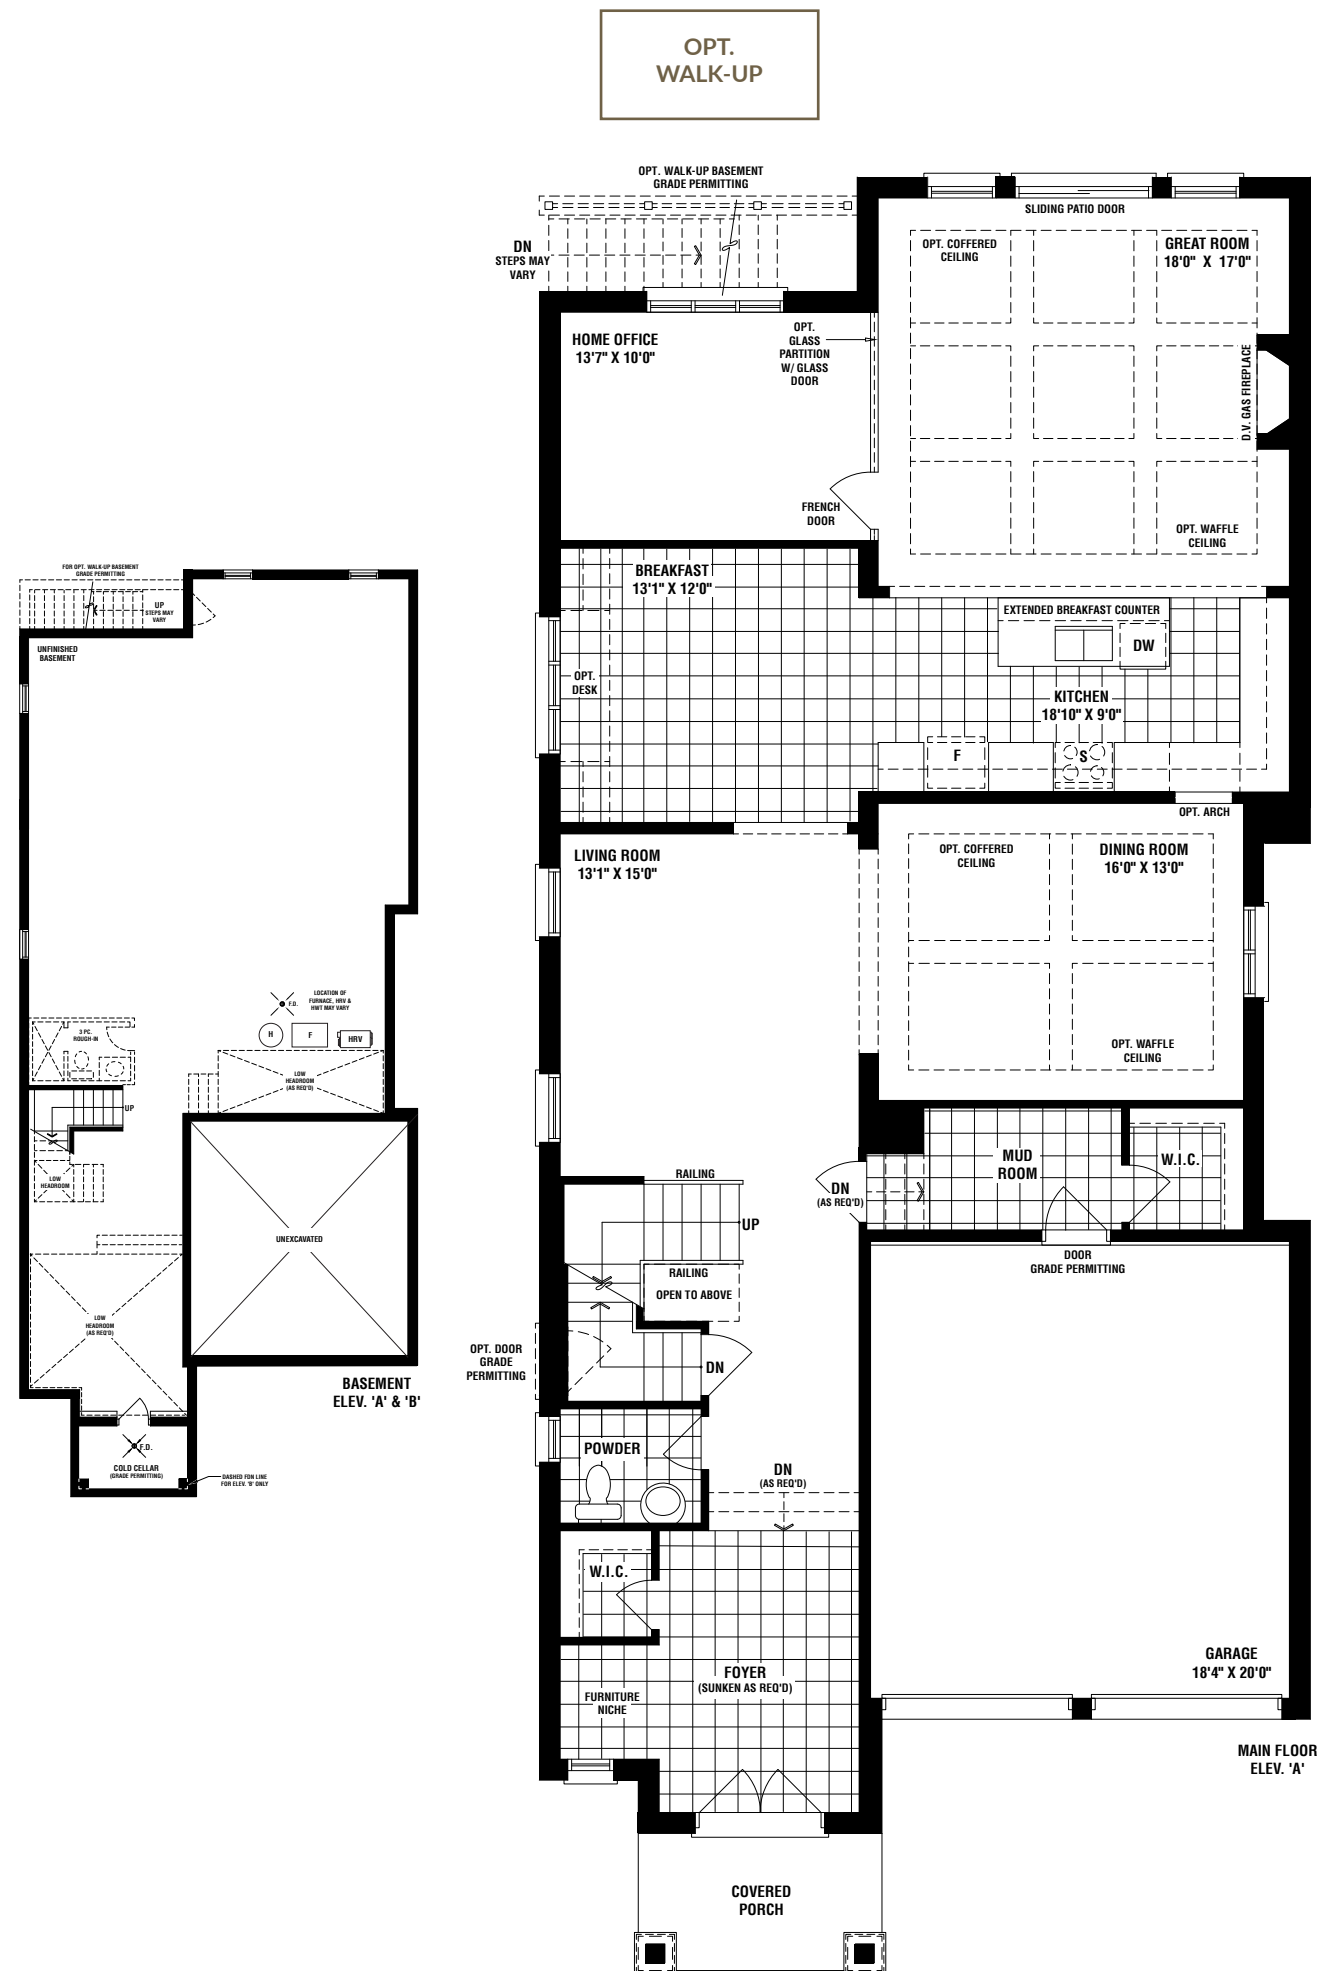 OPT.
WALK-UP
OPT. WALK-UP BASEMENT
GRADE PERMITTING
DN
STEPS MAY
VARY
SLIDING PATIO DOOR
OPT. COFFERED
CEILING
GREAT ROOM
18'0" X 17'0"
HOME OFFICE
13'7" X 10'0"
OPT.
GLASS
PARTITION
W/ GLASS
DOOR
D.V. GAS FIREPLACE
FRENCH
DOOR
OPT. WAFFLE
CEILING
BREAKFAST
13'1" X 12'0"
EXTENDED BREAKFAST COUNTER
DW
OPT.
DESK
KITCHEN
18'10" X 9'0"
F
S
OPT. ARCH
LIVING ROOM
13'1" X 15'0"
OPT. COFFERED
CEILING
DINING ROOM
16'0" X 13'0"
OPT. WAFFLE
CEILING
MUD
ROOM
W.I.C.
DN
(AS REQ'D)
RAILING
UP
RAILING
OPEN TO ABOVE
DOOR
GRADE PERMITTING
OPT. DOOR
GRADE
PERMITTING
DN
POWDER
DN
(AS REQ'D)
W.I.C.
FOYER
(SUNKEN AS REQ'D)
FURNITURE
NICHE
GARAGE
18'4" X 20'0"
MAIN FLOOR
ELEV. 'A'
COVERED
PORCH
FOR OPT. WALK-UP BASEMENT
GRADE PERMITTING
UP
STEPS MAY
VARY
UNFINISHED
BASEMENT
F.D.
LOCATION OF
FURNACE, HRV &
HWT MAY VARY
H
F
HRV
3 PC.
ROUGH-IN
LOW
HEADROOM
(AS REQ'D)
UP
LOW
HEADROOM
UNEXCAVATED
LOW
HEADROOM
(AS REQ'D)
BASEMENT
ELEV. 'A' & 'B'
F.D.
COLD CELLAR
(GRADE PERMITTING)
DASHED FDN LINE
FOR ELEV. 'B' ONLY